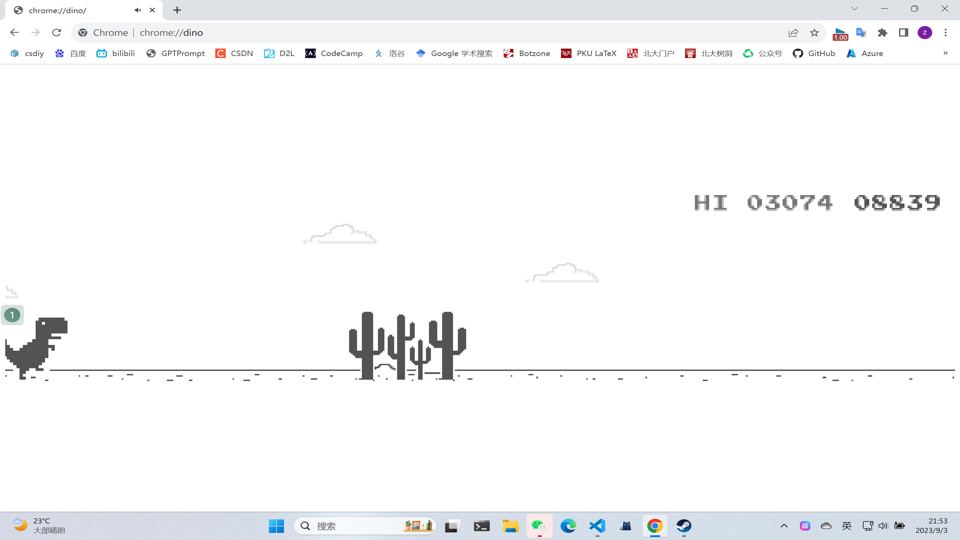 chrome://dino/
Chrome | chrome://dino
1.00
z
csdiy 百度 bilibili GPTPrompt CSDN D2L CodeCamp 洛谷 Google 学术搜索 Botzone PKU LaTeX 北大门户 北大树洞 公众号 GitHub Azure »
HI 03074 08839
1
23°C
大部晴朗
搜索
英
21:53
2023/9/3